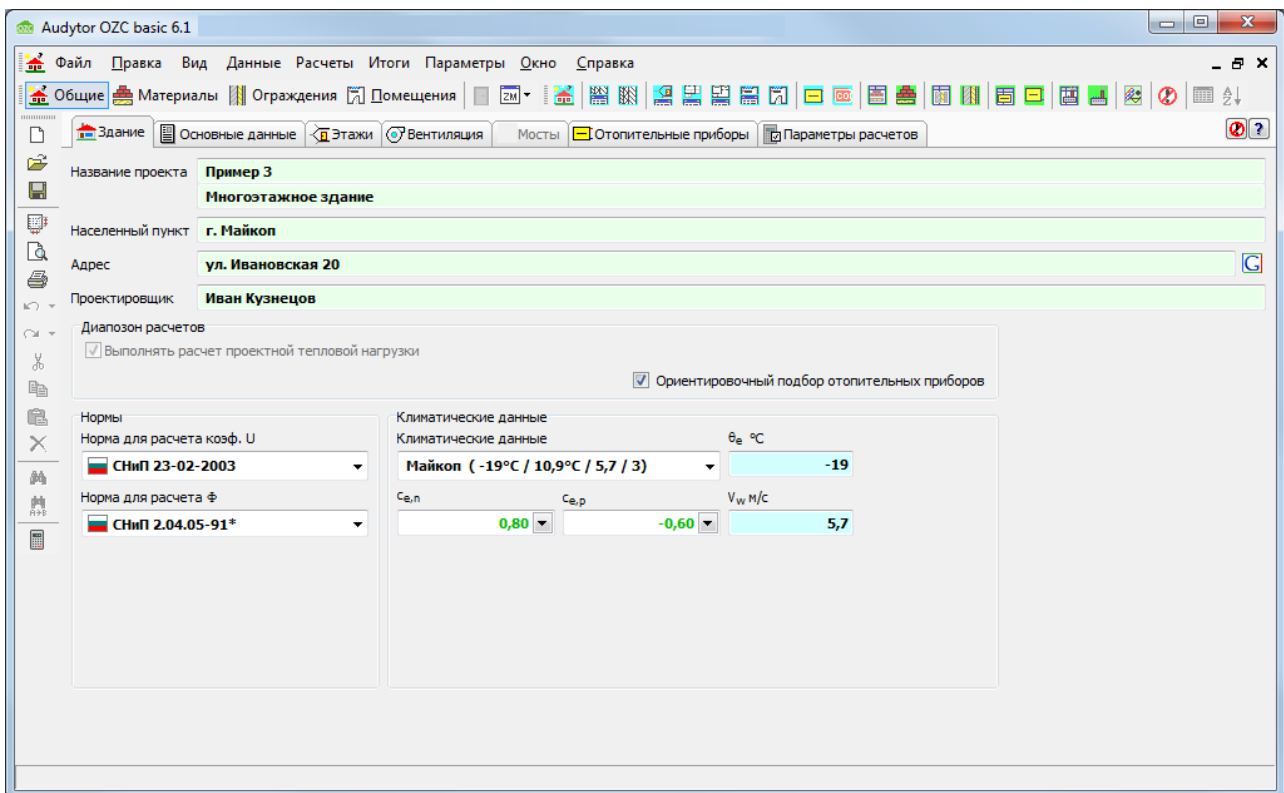 Audytor OZC basic 6.1
Файл Правка Вид Данные Расчеты Итоги Параметры Окно Справка
Общие Материалы Ограждения Помещения ZM
Здание Основные данные Этажи Вентиляция Мосты Отопительные приборы Параметры расчетов
Название проекта Пример 3
Многоэтажное здание
Населенный пункт г. Майкоп
Адрес ул. Ивановская 20 G
Проектировщик Иван Кузнецов
Диапозон расчетов
Выполнять расчет проектной тепловой нагрузки
Ориентировочный подбор отопительных приборов
Нормы Климатические данные
Норма для расчета коэф. U Климатические данные θe °C
СНиП 23-02-2003 Майкоп ( -19°C / 10,9°C / 5,7 / 3) -19
Норма для расчета Φ ce,n ce,p Vw м/с
СНиП 2.04.05-91* 0,80 -0,60 5,7